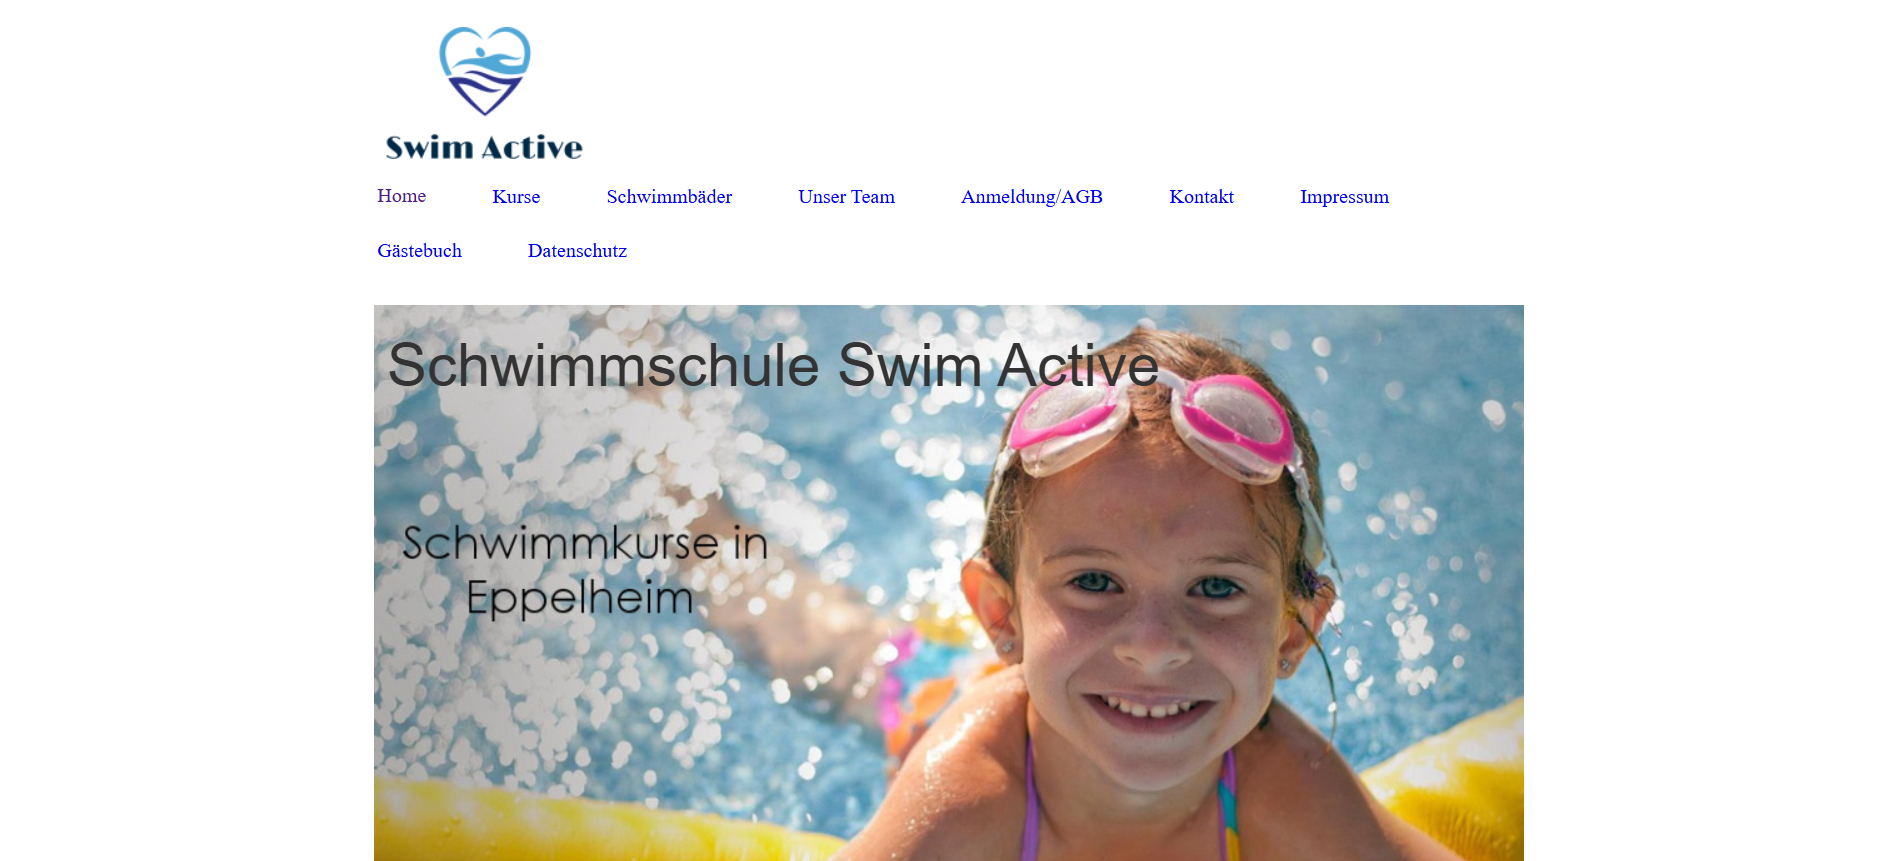 Swim Active
Home Kurse Schwimmbäder Unser Team Anmeldung/AGB Kontakt Impressum
Gästebuch Datenschutz
Schwimmschule Swim Active
Schwimmkurse in
Eppelheim